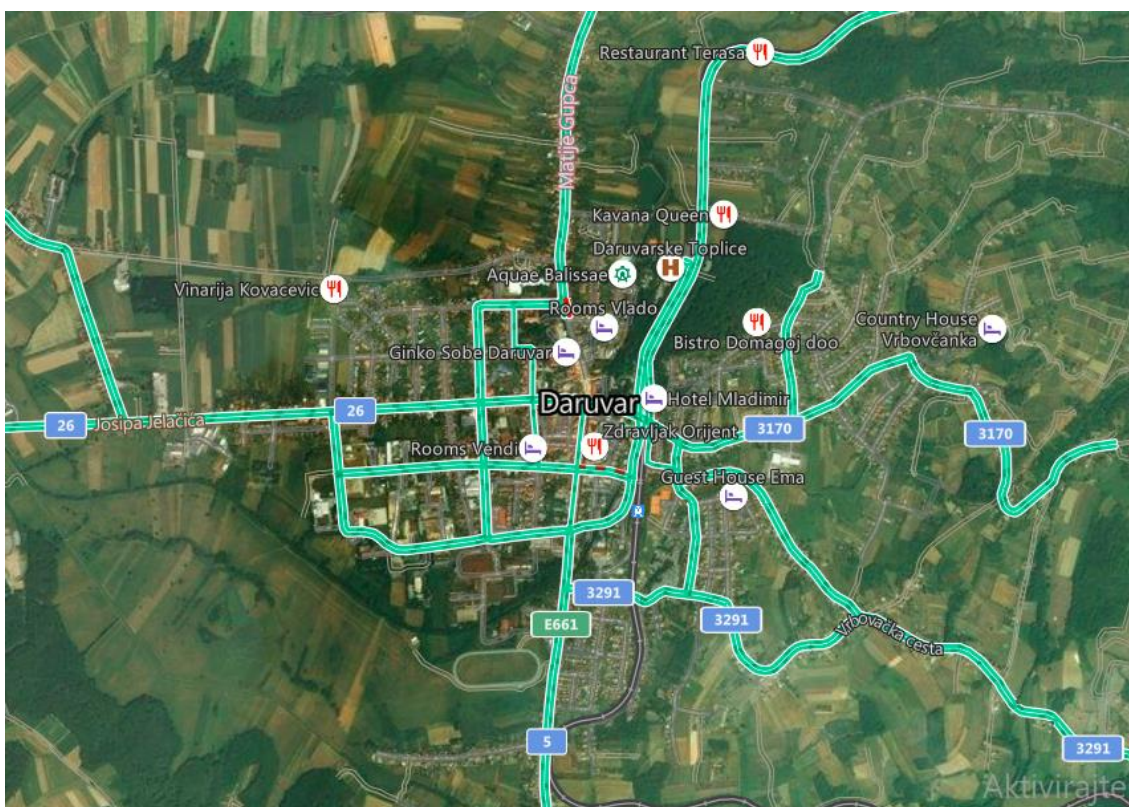 Restaurant Terasa
Matije Gupca
Kavana Queen
Daruvarske Toplice
H
Aquae Balissae
Vinarija Kovacevic
Rooms Vlado
Country House
Vrbovčanka
Bistro Domagoj doo
Ginko Sobe Daruvar
Daruvar
Hotel Mladimir
26
26
Josipa Jelačića
3170
3170
Zdravljak Orijent
Rooms Vendi
Guest House Ema
3291
3291
E661
Vrbovačka cesta
5
3291
Aktivirajte